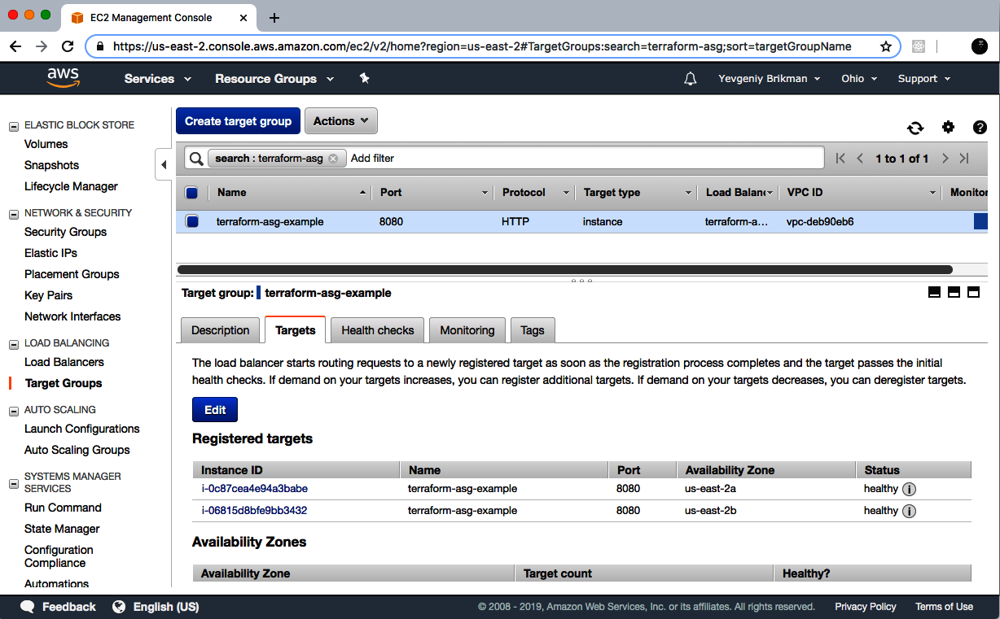 EC2 Management Console
https://us-east-2.console.aws.amazon.com/ec2/v2/home?region=us-east-2#TargetGroups:search=terraform-asg;sort=targetGroupName
aws Services Resource Groups Yevgeniy Brikman Ohio Support
ELASTIC BLOCK STORE
Volumes
Snapshots
Lifecycle Manager
NETWORK & SECURITY
Security Groups
Elastic IPs
Placement Groups
Key Pairs
Network Interfaces
LOAD BALANCING
Load Balancers
Target Groups
AUTO SCALING
Launch Configurations
Auto Scaling Groups
SYSTEMS MANAGER
SERVICES
Run Command
State Manager
Configuration
Compliance
Automations
Create target group Actions
search : terraform-asg Add filter 1 to 1 of 1
Name Port Protocol Target type Load Balan VPC ID Monitor
terraform-asg-example 8080 HTTP instance terraform-a... vpc-deb90eb6
Target group: terraform-asg-example
Description Targets Health checks Monitoring Tags
The load balancer starts routing requests to a newly registered target as soon as the registration process completes and the target passes the initial
health checks. If demand on your targets increases, you can register additional targets. If demand on your targets decreases, you can deregister targets.
Edit
Registered targets
Instance ID Name Port Availability Zone Status
i-0c87cea4e94a3babe terraform-asg-example 8080 us-east-2a healthy
i-06815d8bfe9bb3432 terraform-asg-example 8080 us-east-2b healthy
Availability Zones
Availability Zone Target count Healthy?
Feedback English (US) © 2008 - 2019, Amazon Web Services, Inc. or its affiliates. All rights reserved. Privacy Policy Terms of Use